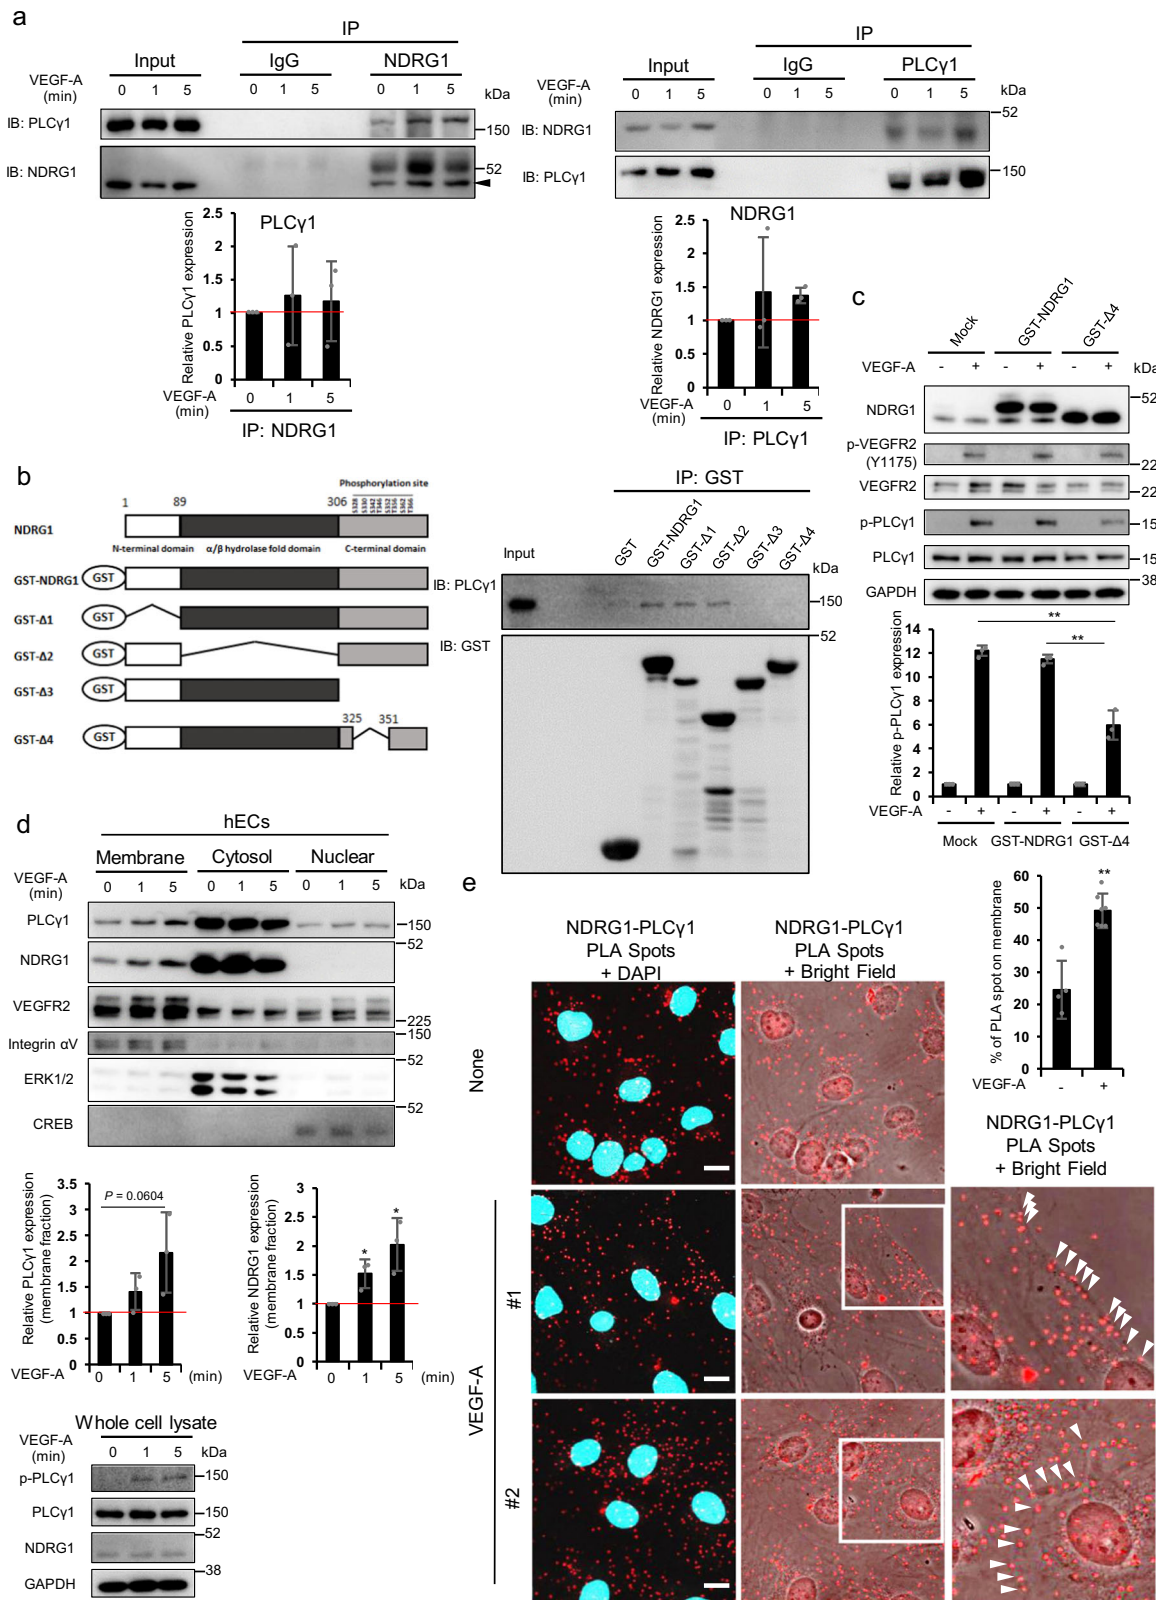 a
IP
Input IgG NDRG1
VEGF-A (min) 0 1 5 0 1 5 0 1 5 kDa
IB: PLCγ1 150
IB: NDRG1 52
PLCγ1
Relative PLCγ1 expression
2.5
2
1.5
1
0.5
0
VEGF-A (min) 0 1 5
IP: NDRG1
IP
Input IgG PLCγ1
VEGF-A (min) 0 1 5 0 1 5 0 1 5 kDa
IB: NDRG1 52
IB: PLCγ1 150
NDRG1
Relative NDRG1 expression
2.5
2
1.5
1
0.5
0
VEGF-A (min) 0 1 5
IP: PLCγ1
b
Phosphorylation site
1 89 306 S328 S330 S342 T346 S352 T356 S362 T366
NDRG1
N-terminal domain α/β hydrolase fold domain C-terminal domain
GST-NDRG1 GST
GST-Δ1 GST
GST-Δ2 GST
GST-Δ3 GST
325 351
GST-Δ4 GST
IP: GST
Input GST GST-NDRG1 GST-Δ1 GST-Δ2 GST-Δ3 GST-Δ4 kDa
IB: PLCγ1 150
IB: GST 52
c
Mock GST-NDRG1 GST-Δ4
VEGF-A - + - + - + kDa
NDRG1 52
p-VEGFR2 (Y1175) 22
VEGFR2 22
p-PLCγ1 15
PLCγ1 15
GAPDH 38
Relative p-PLCγ1 expression
14
12
10
8
6
4
2
0
**
**
VEGF-A - + - + - +
Mock GST-NDRG1 GST-Δ4
d
hECs
Membrane Cytosol Nuclear
VEGF-A (min) 0 1 5 0 1 5 0 1 5 kDa
PLCγ1 150
NDRG1 52
VEGFR2 225
Integrin αV 150
ERK1/2 52
CREB 52
Relative PLCγ1 expression (membrane fraction)
3.5
3
2.5
2
1.5
1
0.5
0
P = 0.0604
VEGF-A 0 1 5 (min)
Relative NDRG1 expression (membrane fraction)
3
2.5
2
1.5
1
0.5
0
* *
VEGF-A 0 1 5 (min)
Whole cell lysate
VEGF-A (min) 0 1 5 kDa
p-PLCγ1 150
PLCγ1 150
NDRG1 52
GAPDH 38
e
NDRG1-PLCγ1 PLA Spots + DAPI
NDRG1-PLCγ1 PLA Spots + Bright Field
None
VEGF-A
#1
#2
% of PLA spot on membrane
60
50
40
30
20
10
0
**
VEGF-A - +
NDRG1-PLCγ1 PLA Spots + Bright Field